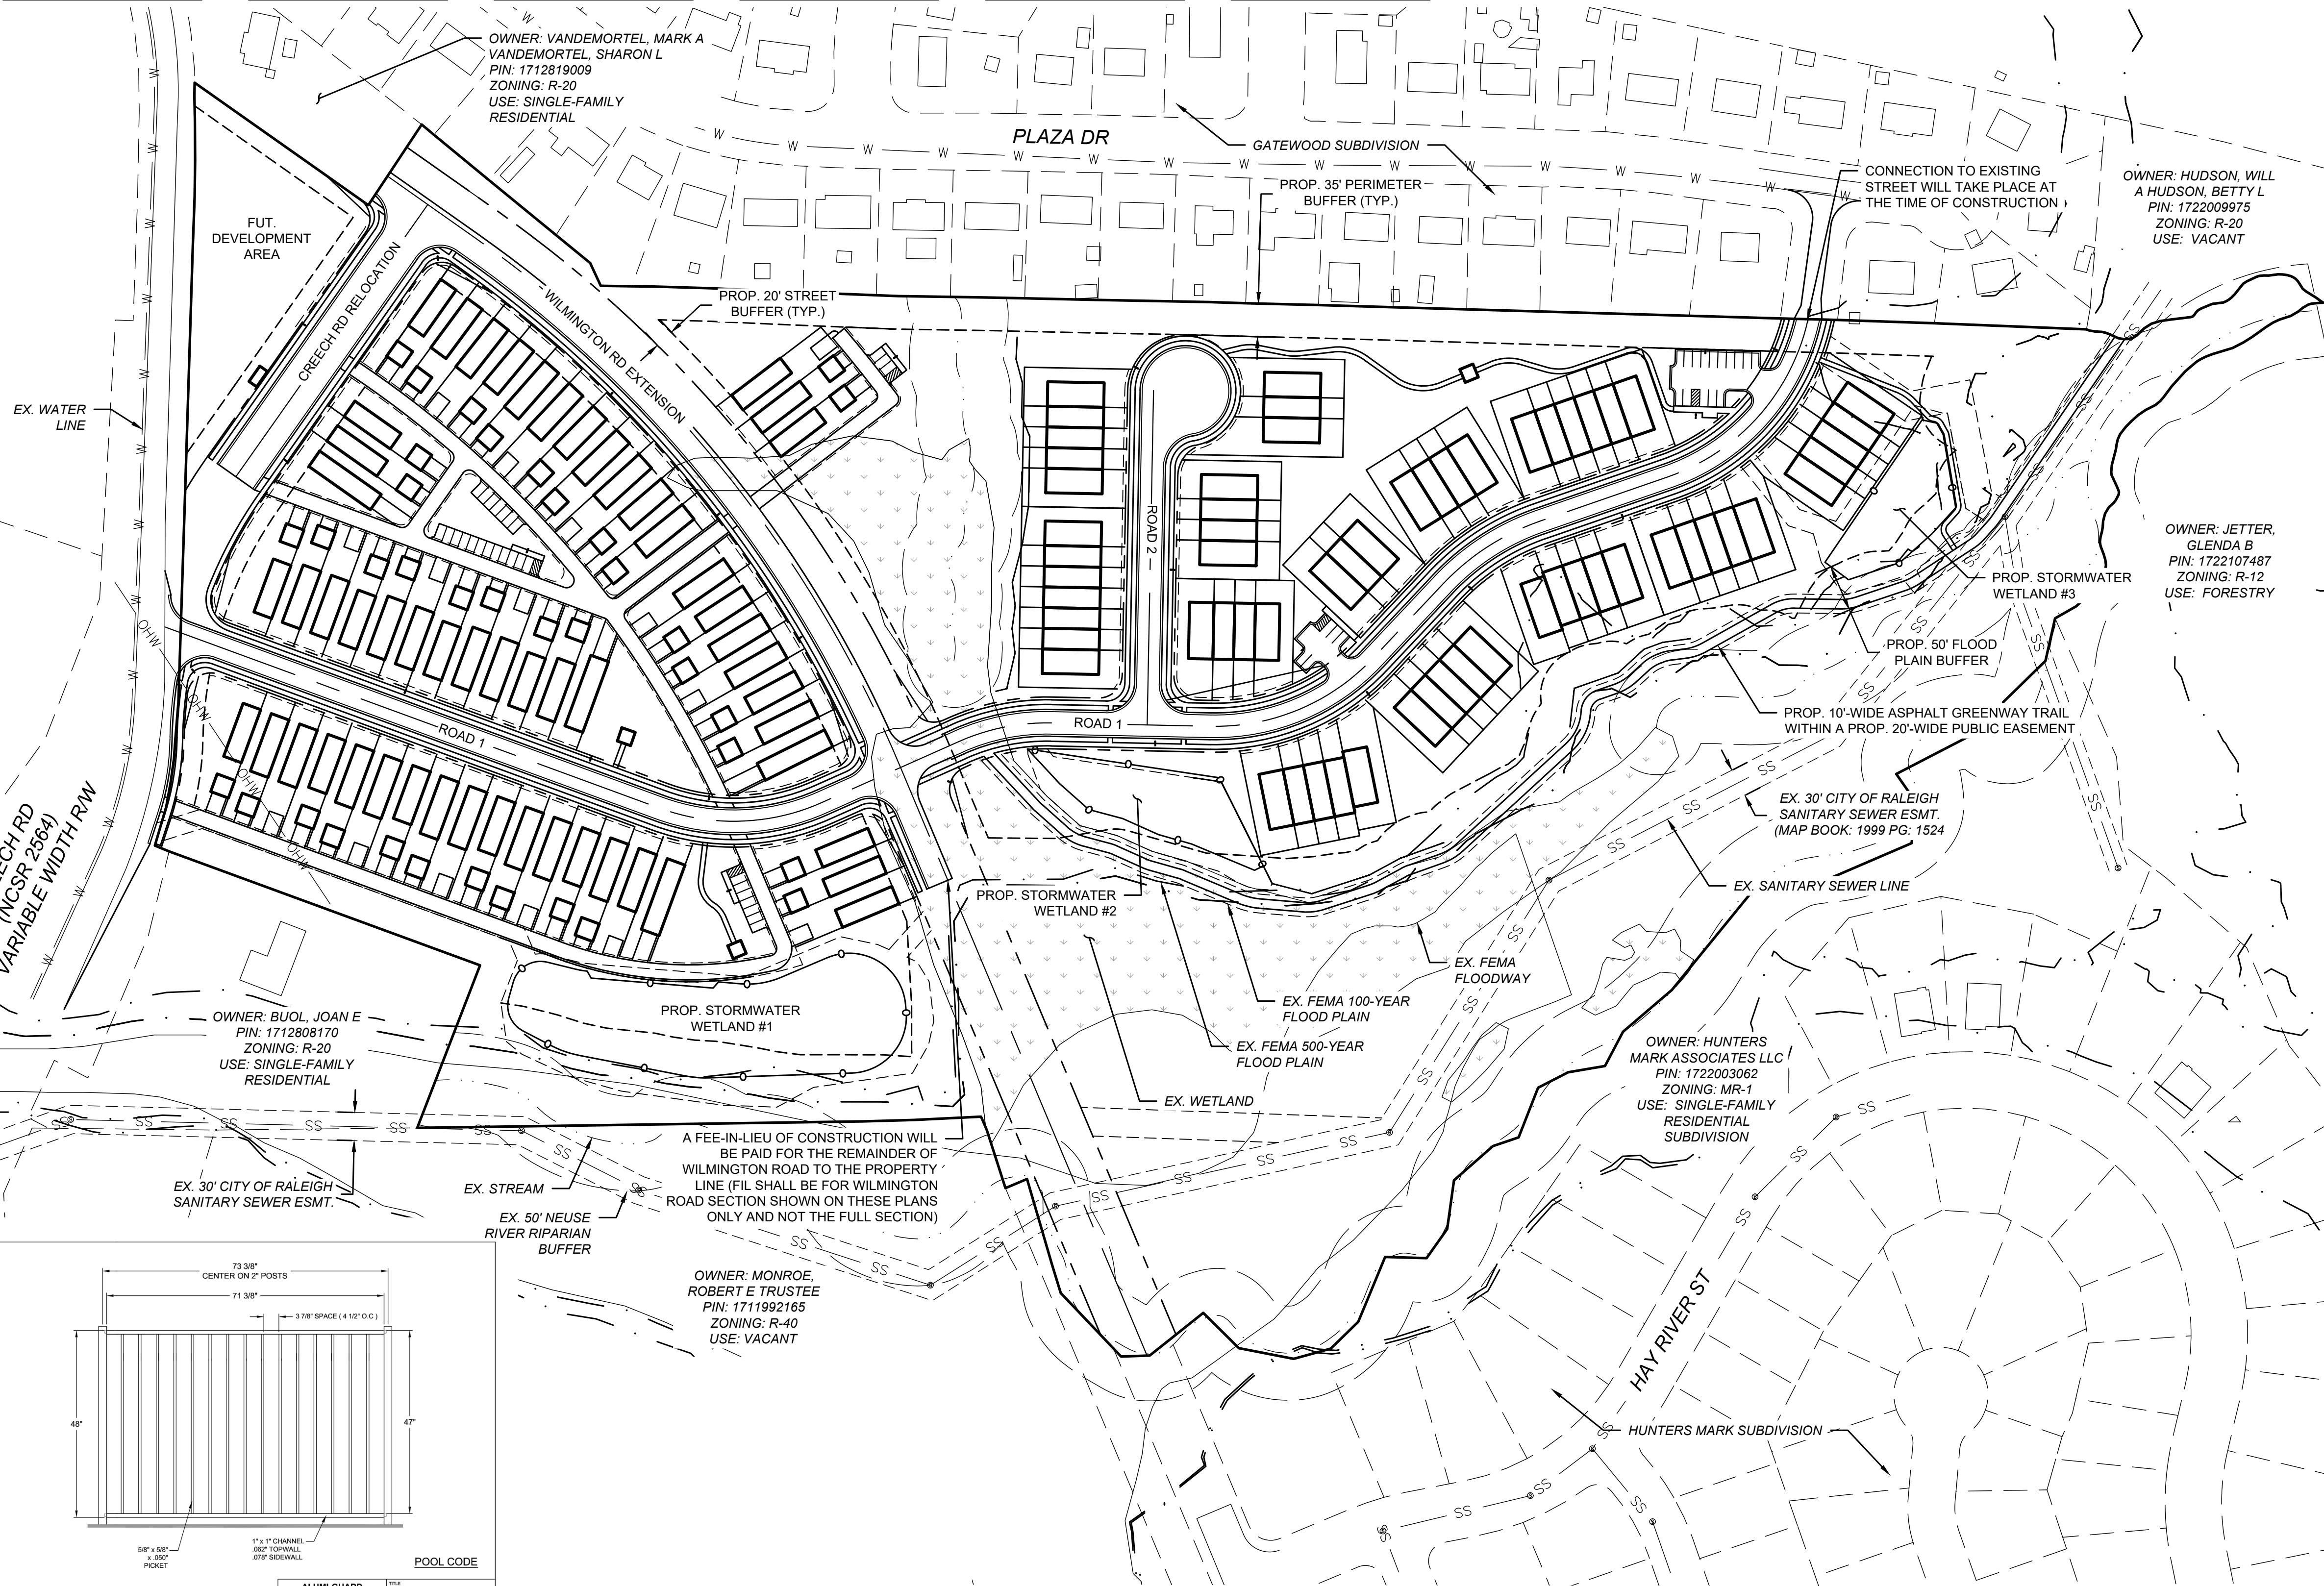 OWNER: VANDEMORTEL, MARK A
VANDEMORTEL, SHARON L
PIN: 1712819009
ZONING: R-20
USE: SINGLE-FAMILY
RESIDENTIAL
PLAZA DR
GATEWOOD SUBDIVISION
PROP. 35' PERIMETER
BUFFER (TYP.)
CONNECTION TO EXISTING
STREET WILL TAKE PLACE AT
THE TIME OF CONSTRUCTION
OWNER: HUDSON, WILL
A HUDSON, BETTY L
PIN: 1722009975
ZONING: R-20
USE: VACANT
FUT.
DEVELOPMENT
AREA
CREECH RD RELOCATION
WILMINGTON RD EXTENSION
PROP. 20' STREET
BUFFER (TYP.)
EX. WATER
LINE
ROAD 2
OWNER: JETTER,
GLENDA B
PIN: 1722107487
ZONING: R-12
USE: FORESTRY
PROP. STORMWATER
WETLAND #3
PROP. 50' FLOOD
PLAIN BUFFER
PROP. 10'-WIDE ASPHALT GREENWAY TRAIL
WITHIN A PROP. 20'-WIDE PUBLIC EASEMENT
ROAD 1
ROAD 1
EX. 30' CITY OF RALEIGH
SANITARY SEWER ESMT.
(MAP BOOK: 1999 PG: 1524
(NCSR 2564)
VARIABLE WIDTH R/W
EX. SANITARY SEWER LINE
PROP. STORMWATER
WETLAND #2
EX. FEMA
FLOODWAY
EX. FEMA 100-YEAR
FLOOD PLAIN
EX. FEMA 500-YEAR
FLOOD PLAIN
EX. WETLAND
PROP. STORMWATER
WETLAND #1
OWNER: BUOL, JOAN E
PIN: 1712808170
ZONING: R-20
USE: SINGLE-FAMILY
RESIDENTIAL
OWNER: HUNTERS
MARK ASSOCIATES LLC
PIN: 1722003062
ZONING: MR-1
USE: SINGLE-FAMILY
RESIDENTIAL
SUBDIVISION
EX. 30' CITY OF RALEIGH
SANITARY SEWER ESMT.
EX. STREAM
EX. 50' NEUSE
RIVER RIPARIAN
BUFFER
A FEE-IN-LIEU OF CONSTRUCTION WILL
BE PAID FOR THE REMAINDER OF
WILMINGTON ROAD TO THE PROPERTY
LINE (FIL SHALL BE FOR WILMINGTON
ROAD SECTION SHOWN ON THESE PLANS
ONLY AND NOT THE FULL SECTION)
OWNER: MONROE,
ROBERT E TRUSTEE
PIN: 1711992165
ZONING: R-40
USE: VACANT
HAY RIVER ST
HUNTERS MARK SUBDIVISION
73 3/8"
CENTER ON 2" POSTS
71 3/8"
3 7/8" SPACE ( 4 1/2" O.C )
48"
47"
5/8" x 5/8"
x .050"
PICKET
1" x 1" CHANNEL
.062" TOPWALL
.078" SIDEWALL
POOL CODE
TITLE